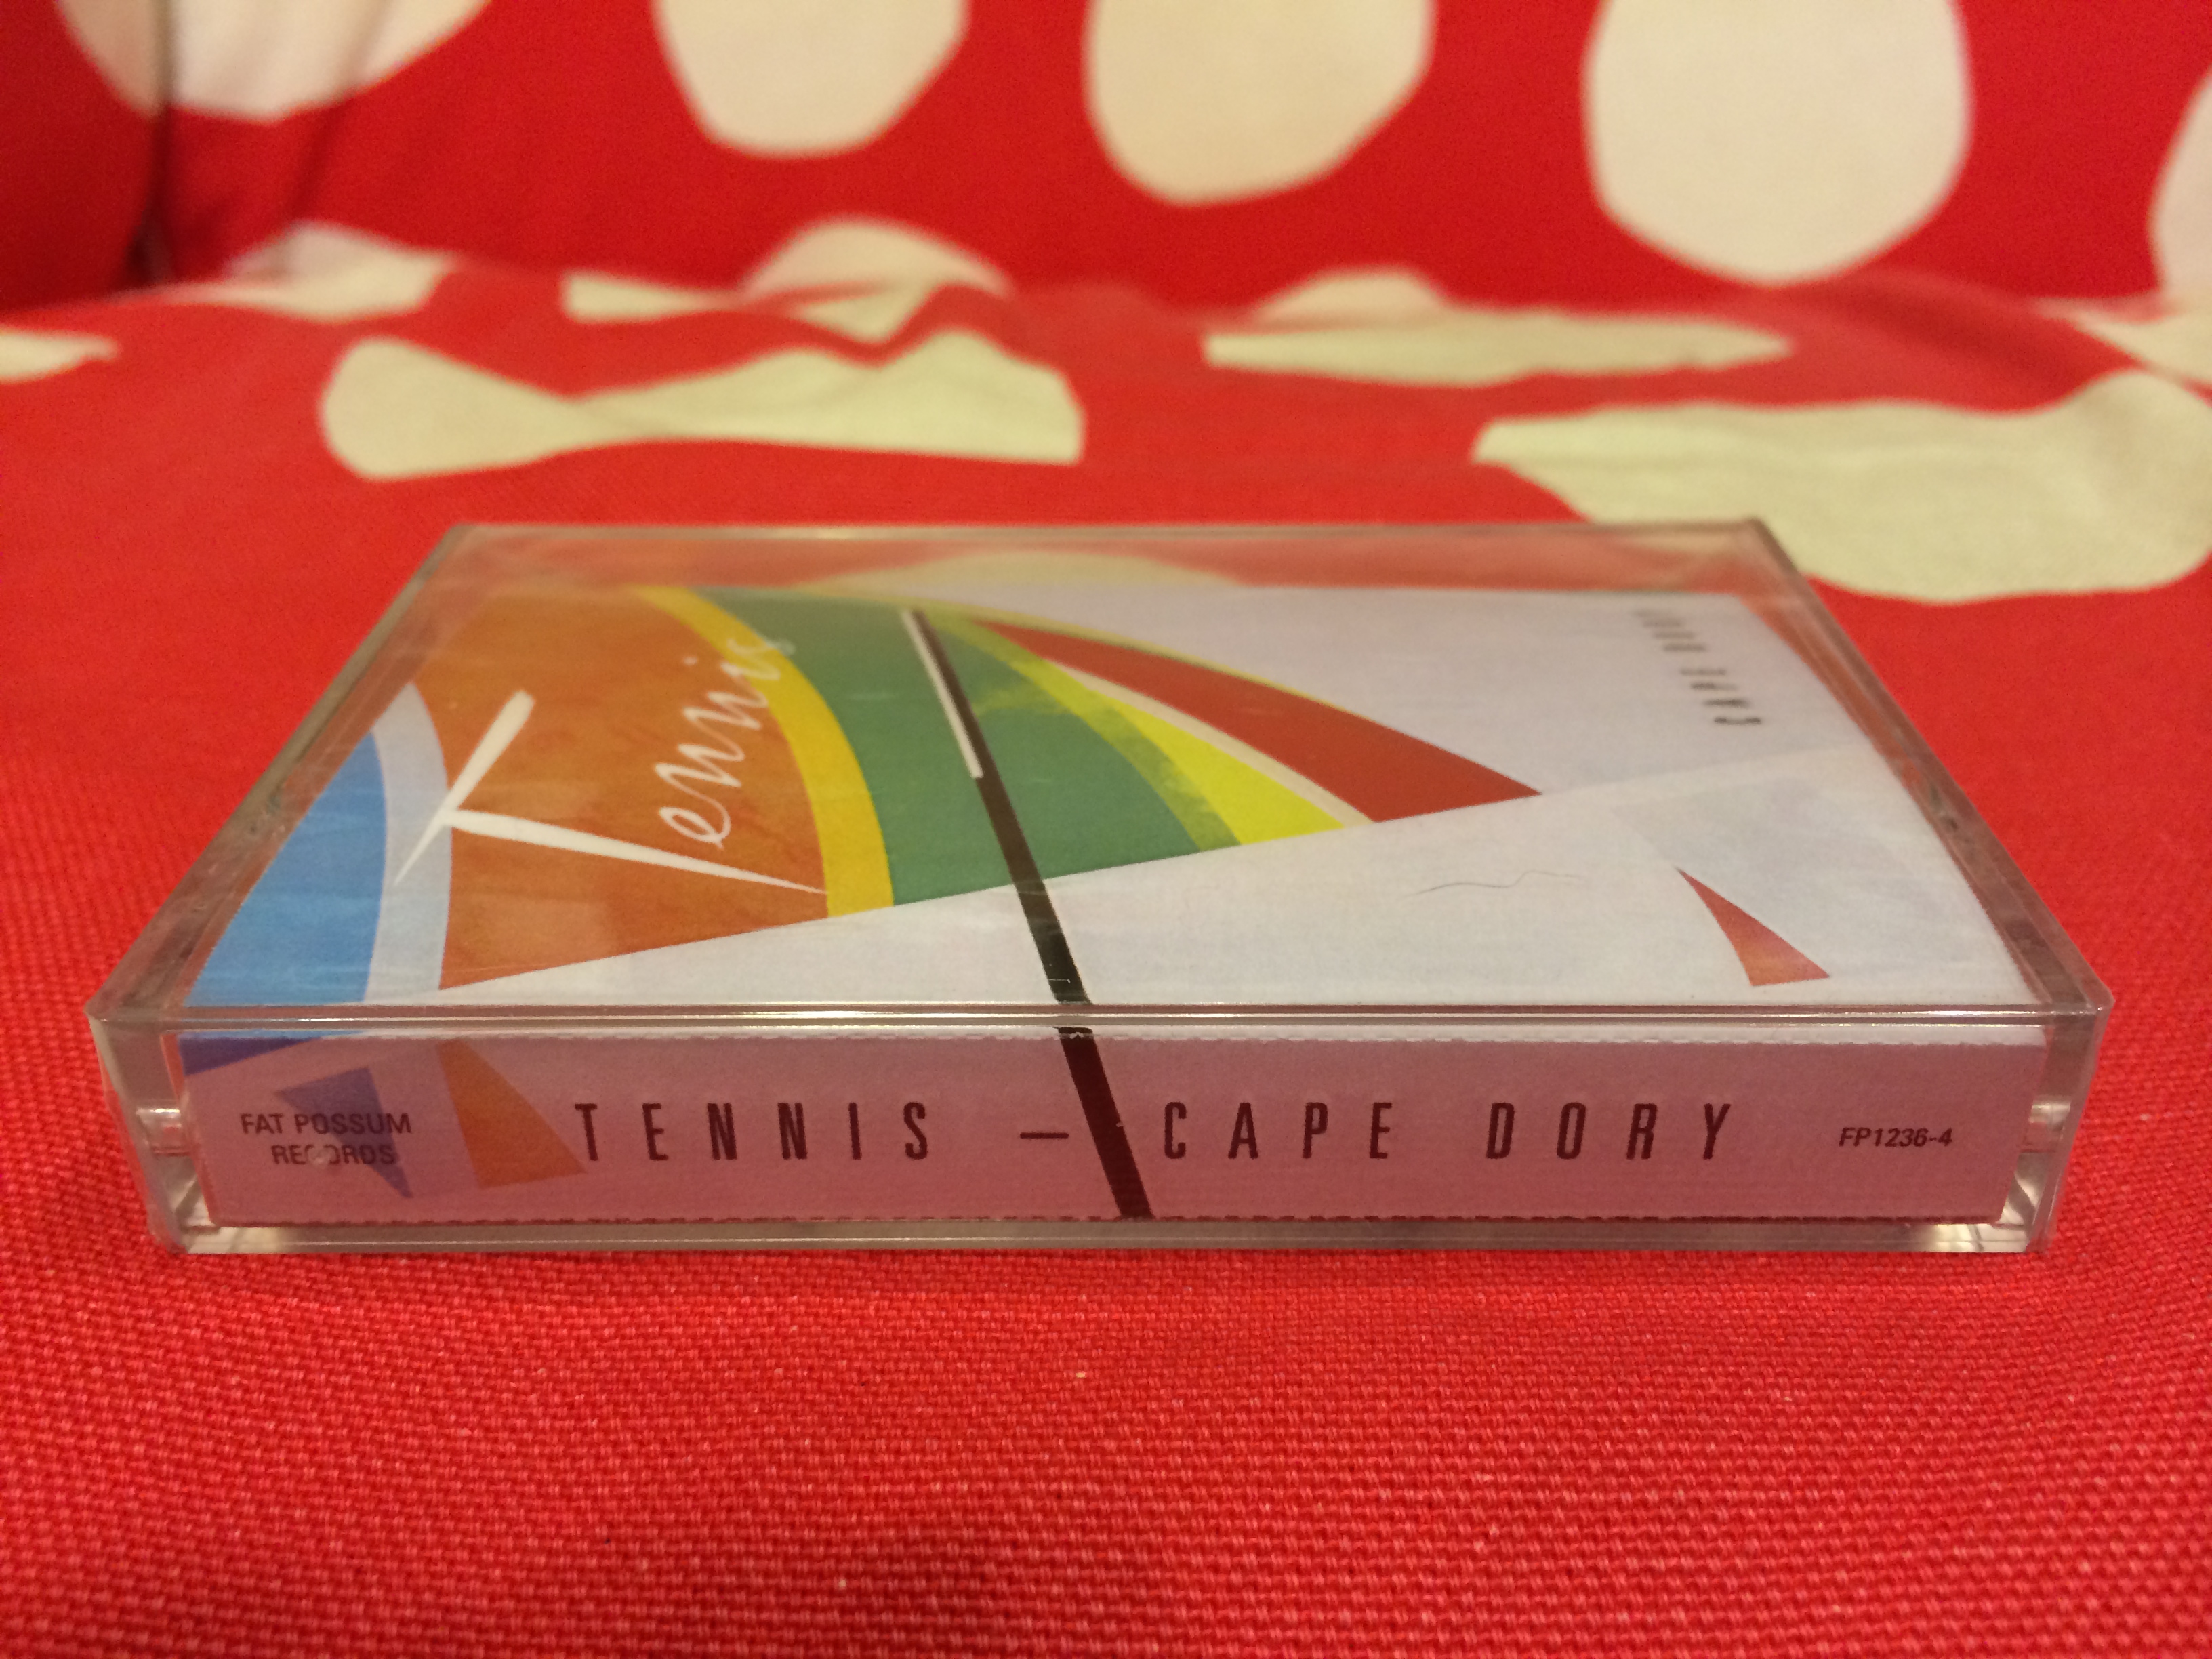 Tennis
CAPE DORY
FAT POSSUM
RECORDS
TENNIS – CAPE DORY
FP1236-4